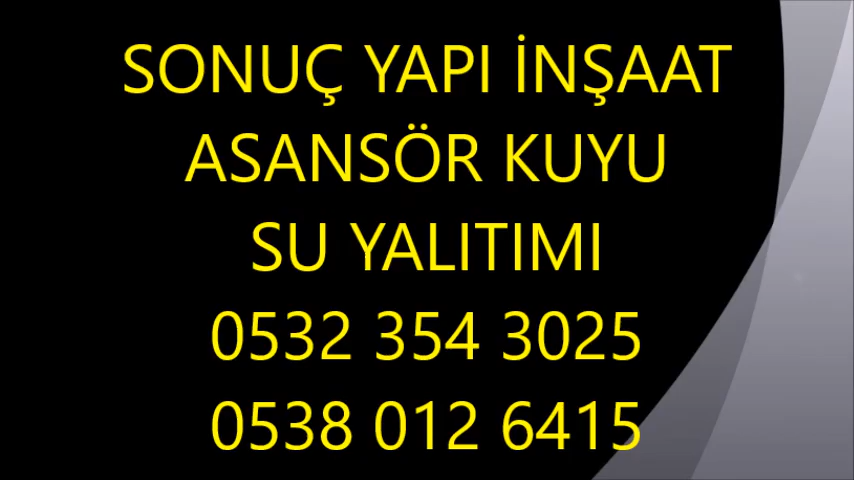 SONUÇ YAPI İNŞAAT
ASANSÖR KUYU
SU YALITIMI
0532 354 3025
0538 012 6415